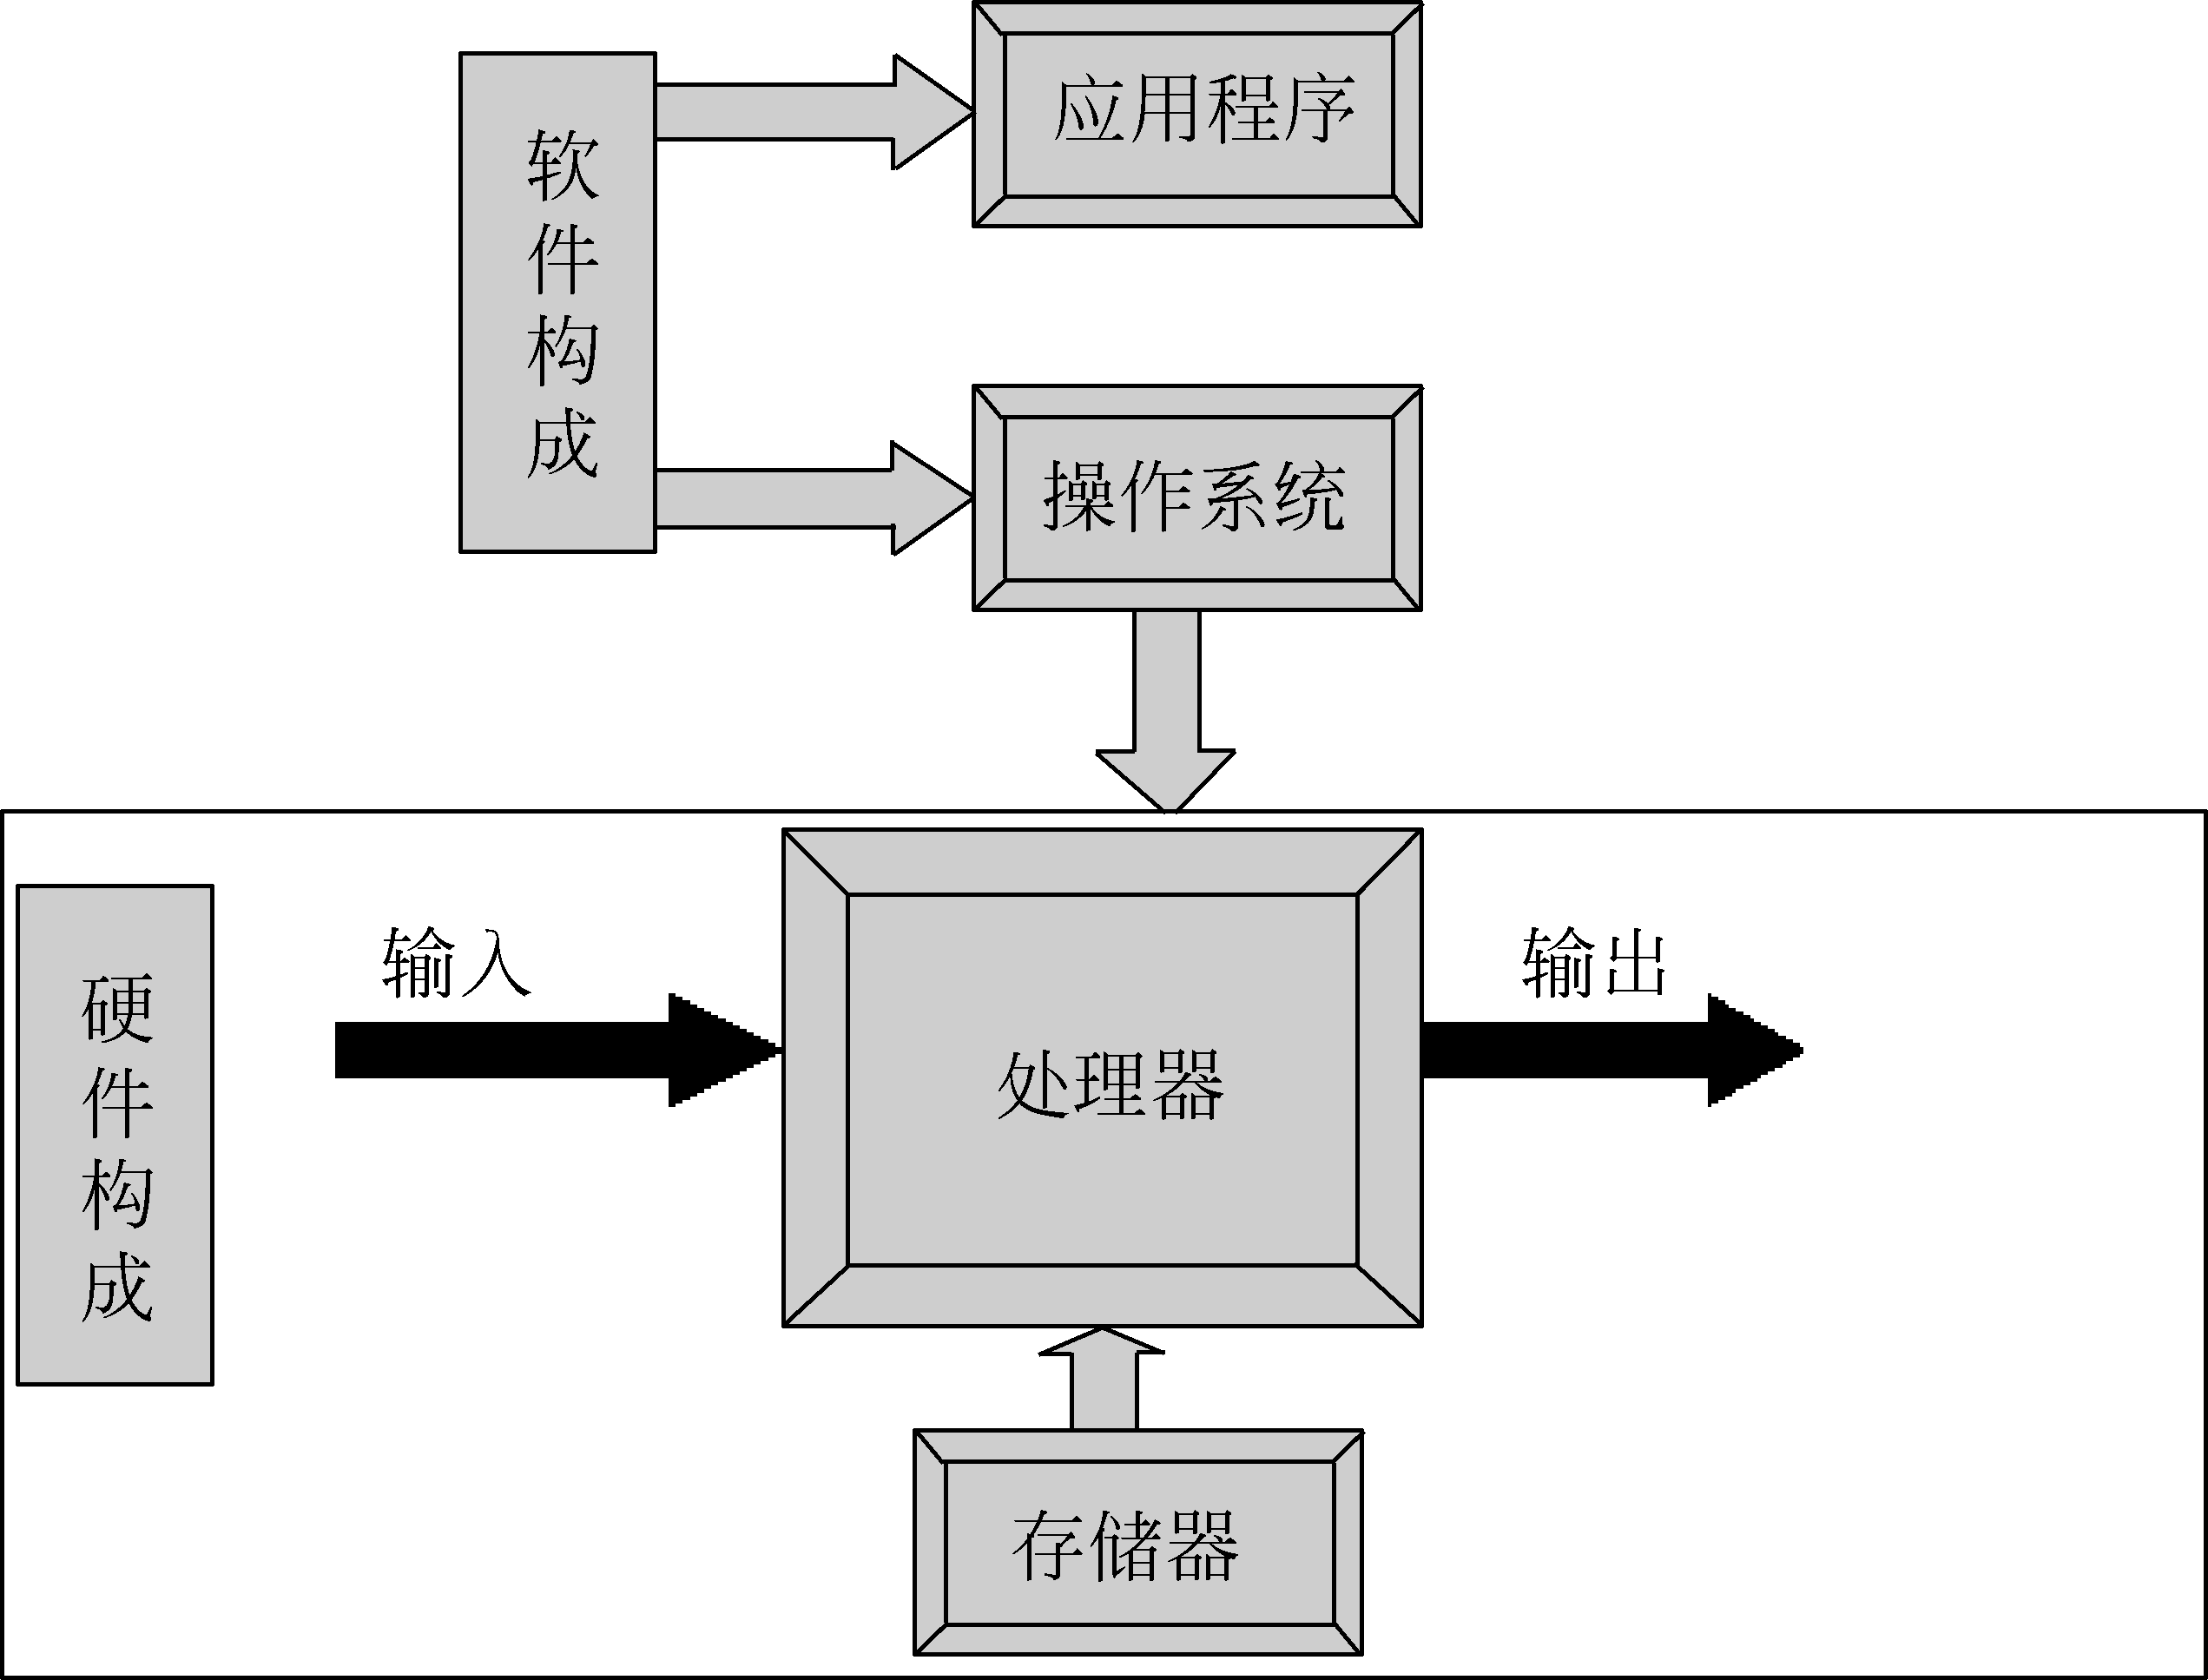 应用程序
软件构成
操作系统
输入
输出
硬件构成
处理器
存储器